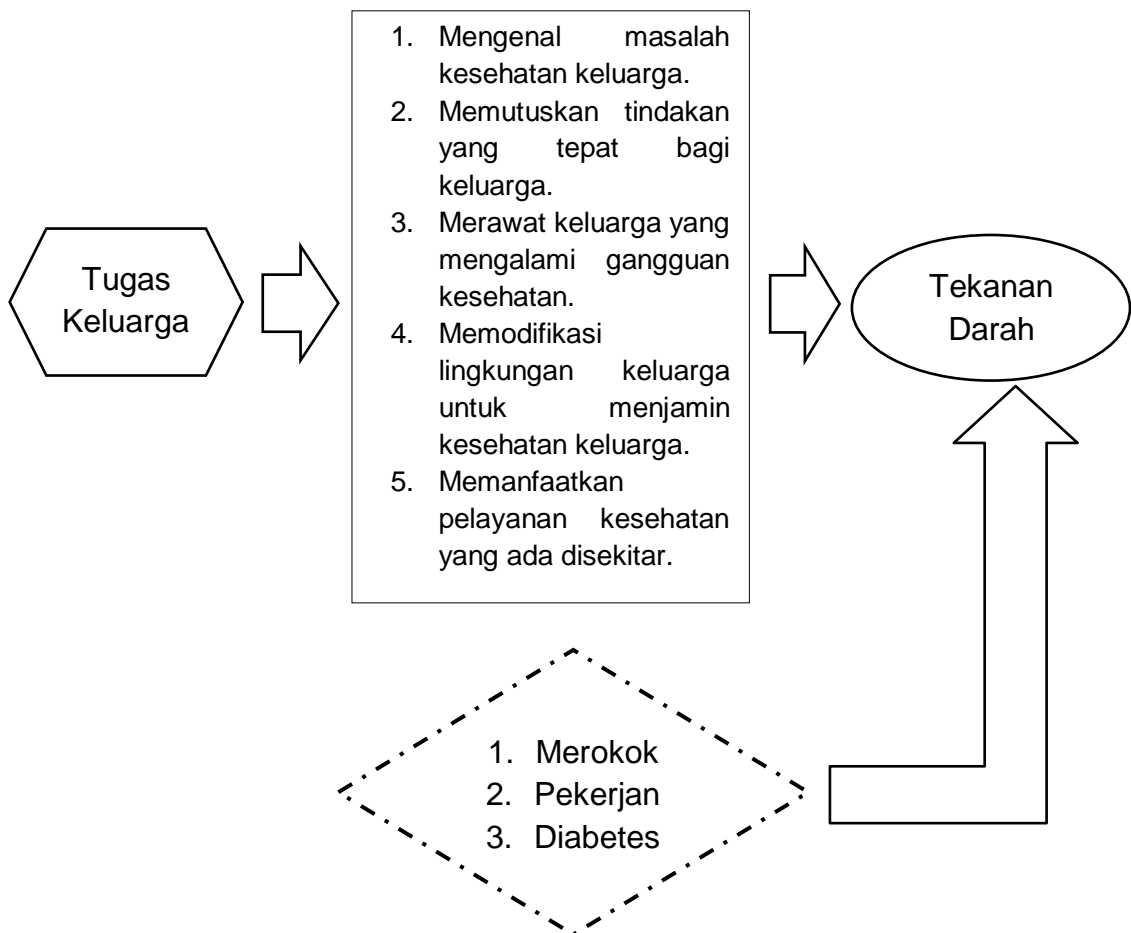 Tugas
Keluarga
1. Mengenal masalah
kesehatan keluarga.
2. Memutuskan tindakan
yang tepat bagi
keluarga.
3. Merawat keluarga yang
mengalami gangguan
kesehatan.
4. Memodifikasi
lingkungan keluarga
untuk menjamin
kesehatan keluarga.
5. Memanfaatkan
pelayanan kesehatan
yang ada disekitar.
Tekanan
Darah
1. Merokok
2. Pekerjan
3. Diabetes